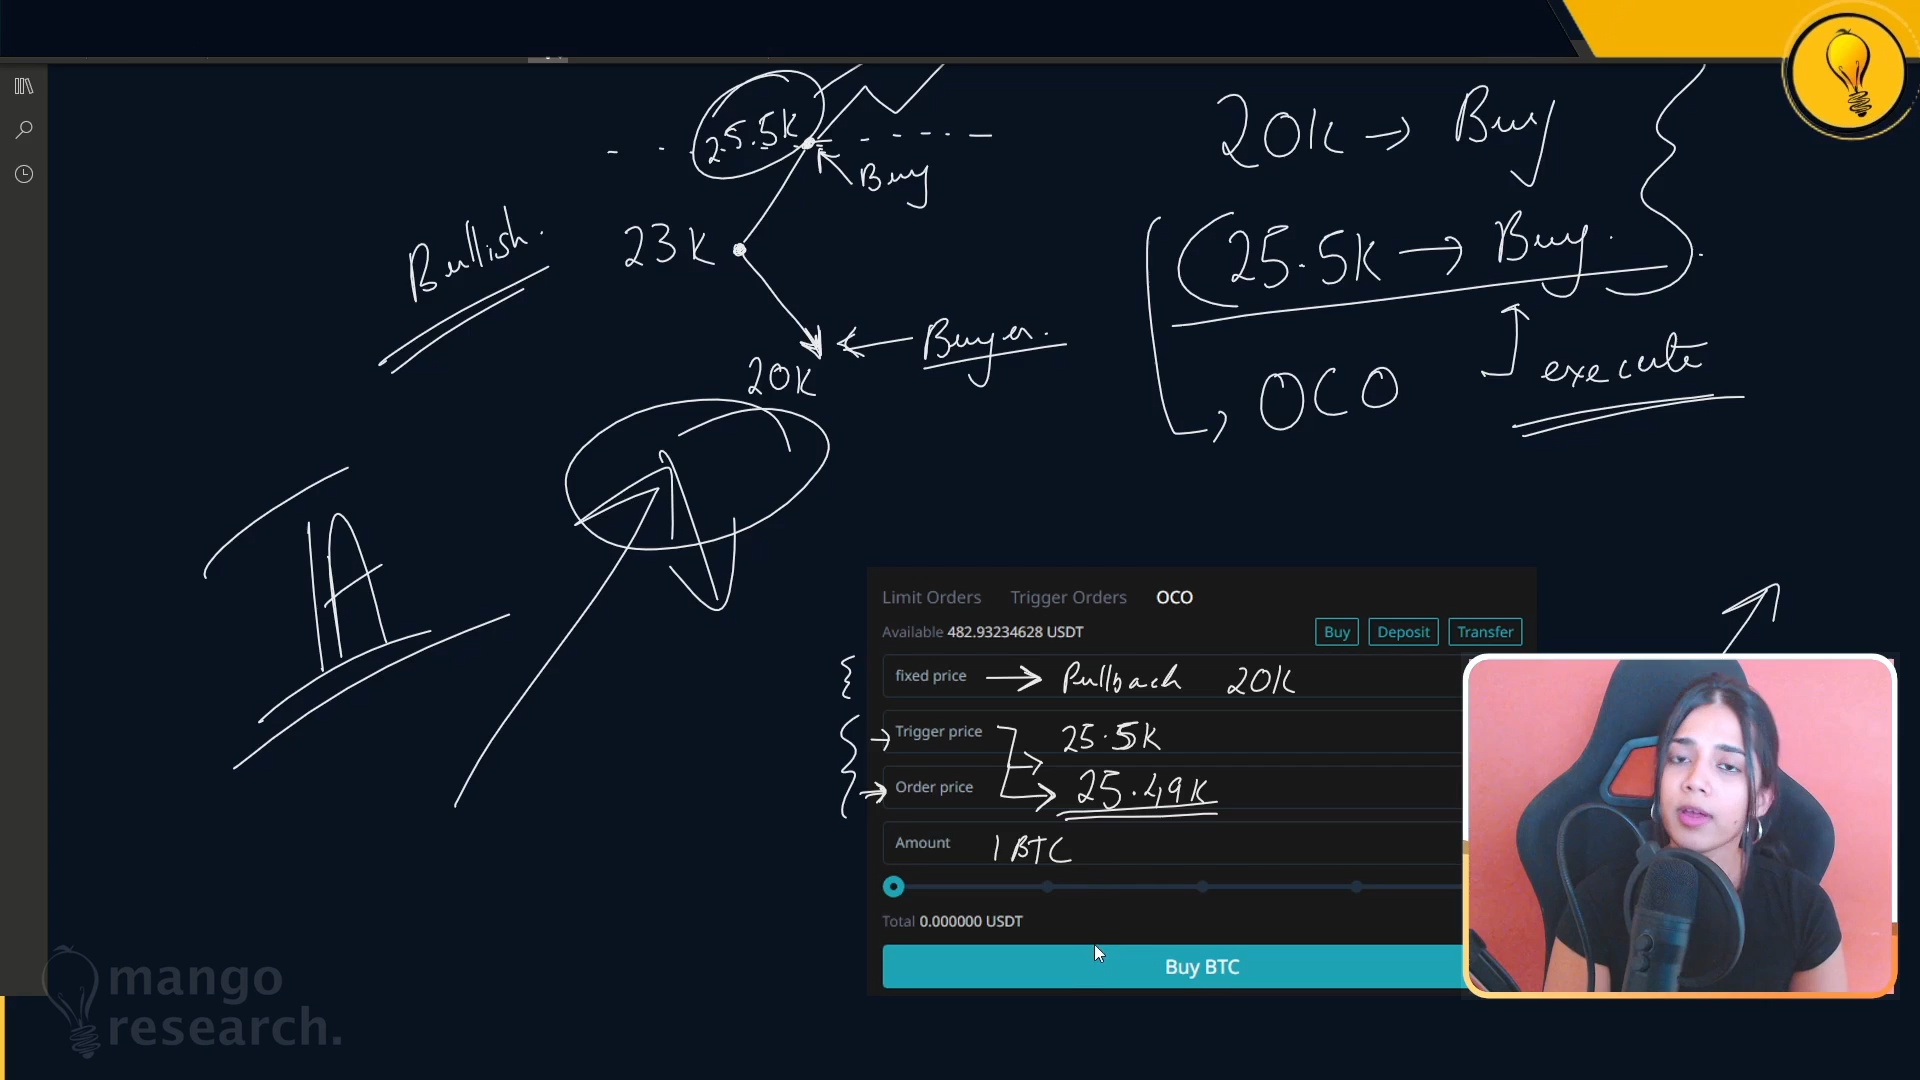 25.5K
Buy
Bullish.
23K
Buyer.
20K
20K → Buy
25.5K → Buy.
OCO
execute
TA
Limit Orders Trigger Orders OCO
Available 482.93234628 USDT Buy Deposit Transfer
fixed price → Pullback 20K
→ Trigger price 25.5K
→ Order price 25.49K
Amount 1 BTC
Total 0.000000 USDT
Buy BTC
mango
research.